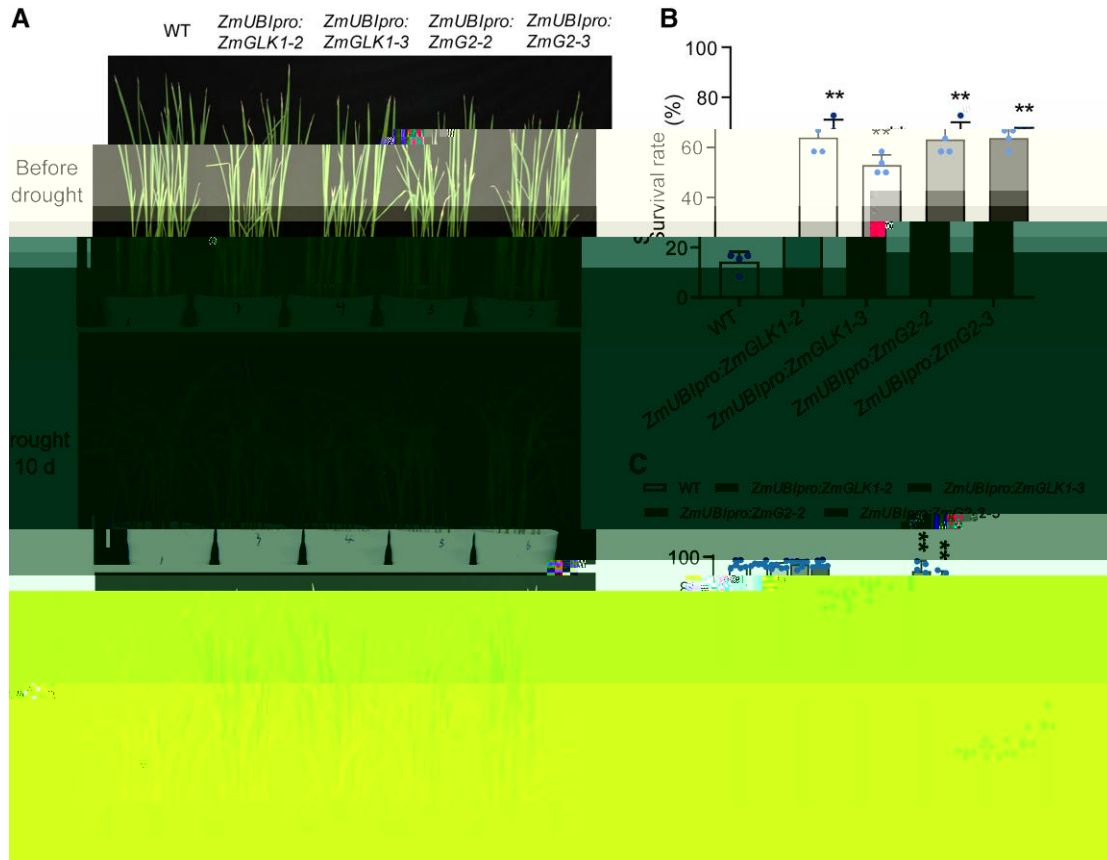 A
WT
ZmUBIpro:
ZmGLK1-2
ZmUBIpro:
ZmGLK1-3
ZmUBIpro:
ZmG2-2
ZmUBIpro:
ZmG2-3
Before
drought
rought
10 d
B
Survival rate (%)
100
80
60
40
20
0
**
**
**
**
WT
ZmUBIpro:ZmGLK1-2
ZmUBIpro:ZmGLK1-3
ZmUBIpro:ZmG2-2
ZmUBIpro:ZmG2-3
C
WT
ZmUBIpro:ZmGLK1-2
ZmUBIpro:ZmGLK1-3
ZmUBIpro:ZmG2-2
100
**
**